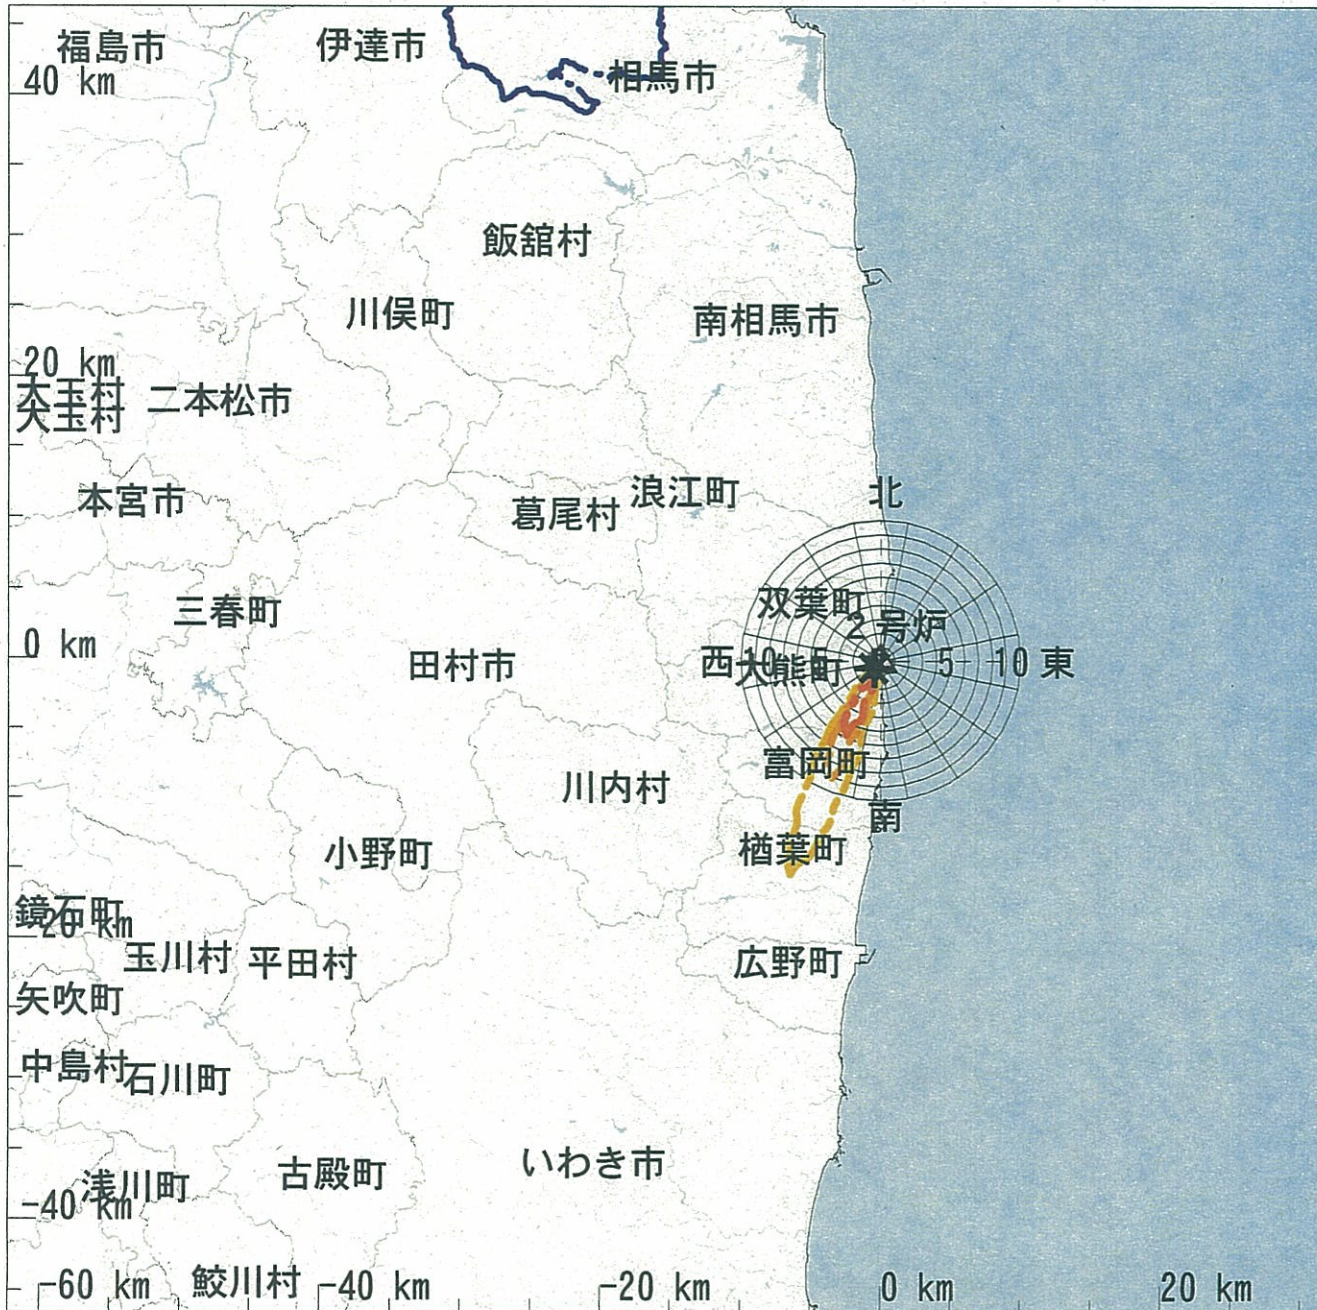 福島市
伊達市
相馬市
40 km
飯舘村
川俣町
南相馬市
20 km
大玉村
二本松市
大玉村
本宮市
葛尾村
浪江町
北
三春町
双葉町
2号炉
0 km
田村市
西
10
5
大熊町
5
10
東
富岡町
川内村
南
小野町
楢葉町
鏡石町
-20 km
玉川村
平田村
広野町
矢吹町
中島村
石川町
いわき市
古殿町
浅川町
-40 km
-60 km
鮫川村
-40 km
-20 km
0 km
20 km